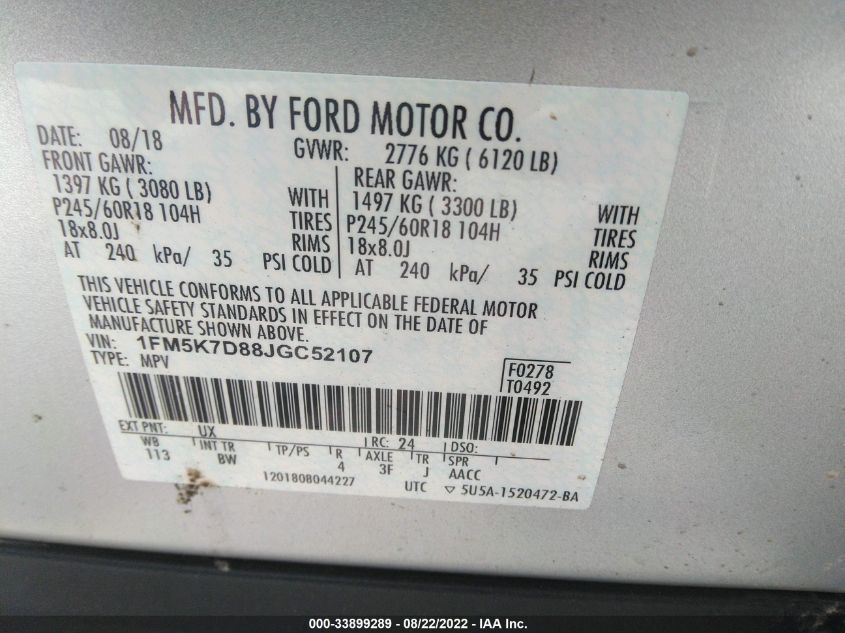 MFD. BY FORD MOTOR CO.
DATE: 08/18 GVWR: 2776 KG ( 6120 LB)
FRONT GAWR: REAR GAWR:
1397 KG ( 3080 LB) WITH 1497 KG ( 3300 LB) WITH
P245/60R18 104H TIRES P245/60R18 104H TIRES
18x8.0J RIMS 18x8.0J RIMS
AT 240 kPa/ 35 PSI COLD AT 240 kPa/ 35 PSI COLD
THIS VEHICLE CONFORMS TO ALL APPLICABLE FEDERAL MOTOR
VEHICLE SAFETY STANDARDS IN EFFECT ON THE DATE OF
MANUFACTURE SHOWN ABOVE.
VIN: 1FM5K7D88JGC52107
TYPE: MPV
F0278
T0492
EXT PNT: UX RC: 24 DSO:
WB INT TR TP/PS R AXLE TR SPR
113 BW 4 3F J AACC
1201808044227 UTC ▽ 5U5A-1520472-BA
000-33899289 - 08/22/2022 - IAA Inc.